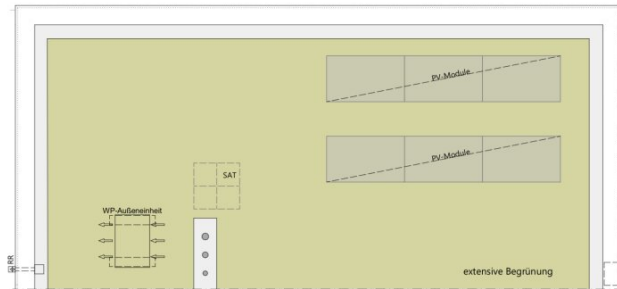 PV-Module
PV-Module
SAT
WP-Außeneinheit
RR
extensive Begrünung